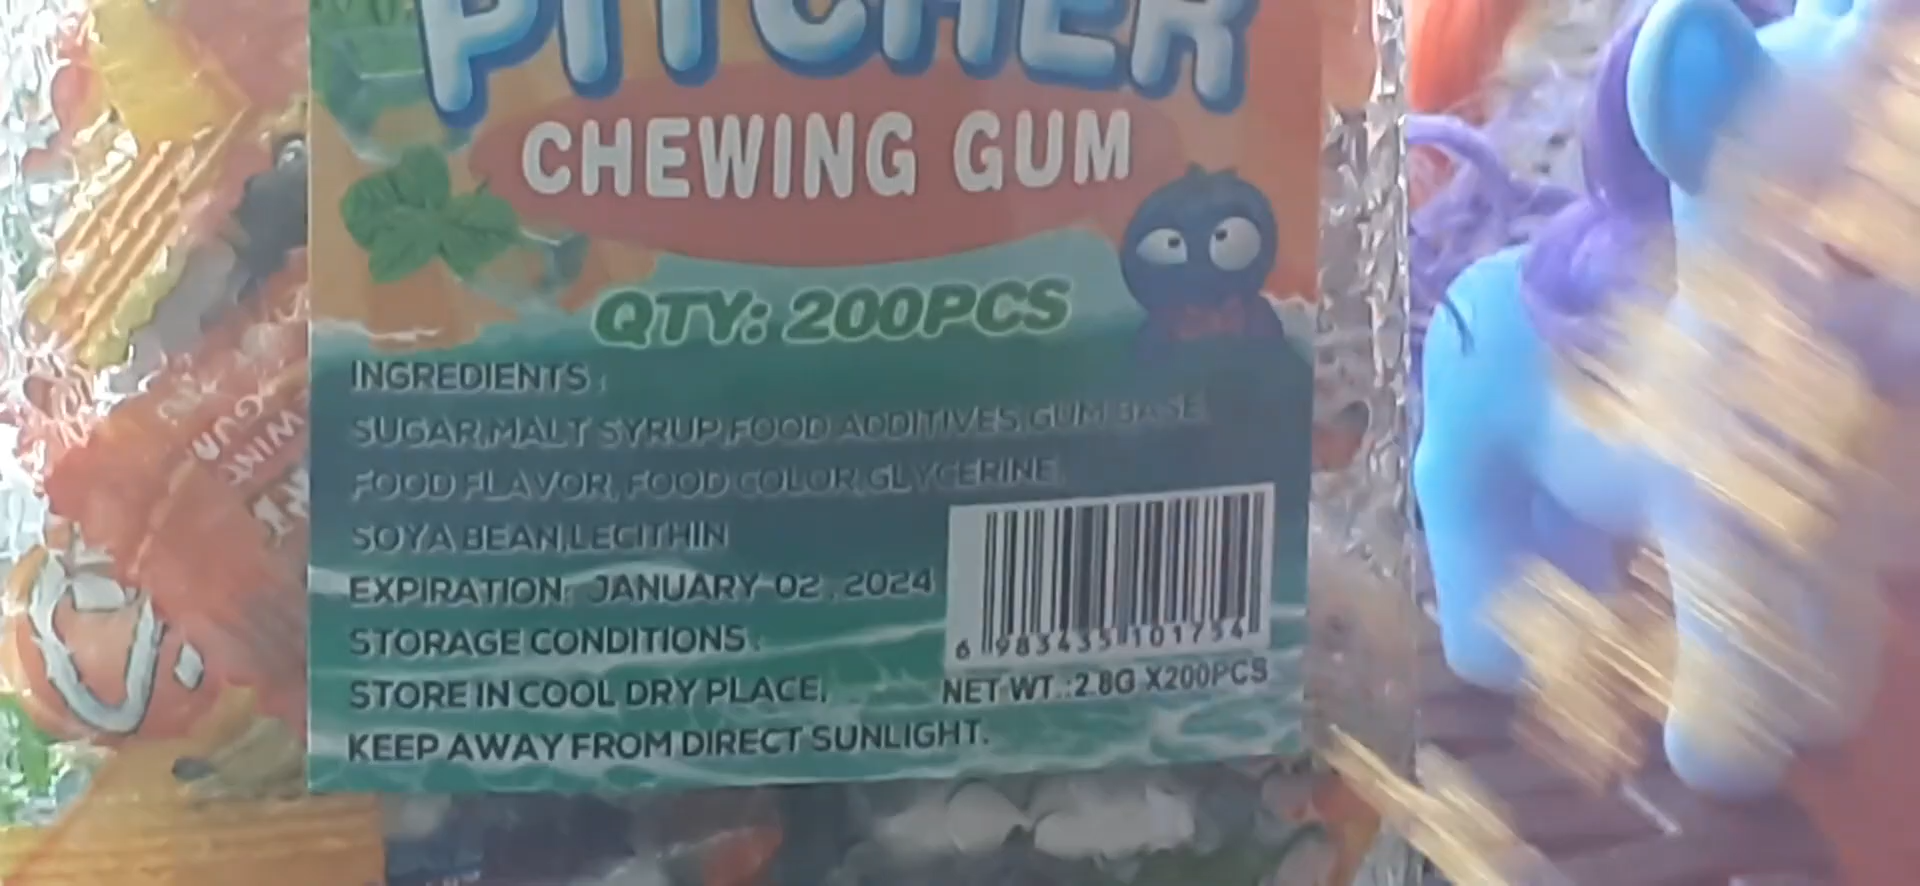 PITCHER
CHEWING GUM
QTY: 200PCS
INGREDIENTS :
SUGAR,MALT SYRUP,FOOD ADDITIVES,GUM BASE,
FOOD FLAVOR, FOOD COLOR,GLYCERINE,
SOYA BEAN,LECITHIN
EXPIRATION: JANUARY 02 , 2024
STORAGE CONDITIONS :
STORE IN COOL DRY PLACE,
KEEP AWAY FROM DIRECT SUNLIGHT.
6 983435 101734
NET WT.:2.8G X200PCS